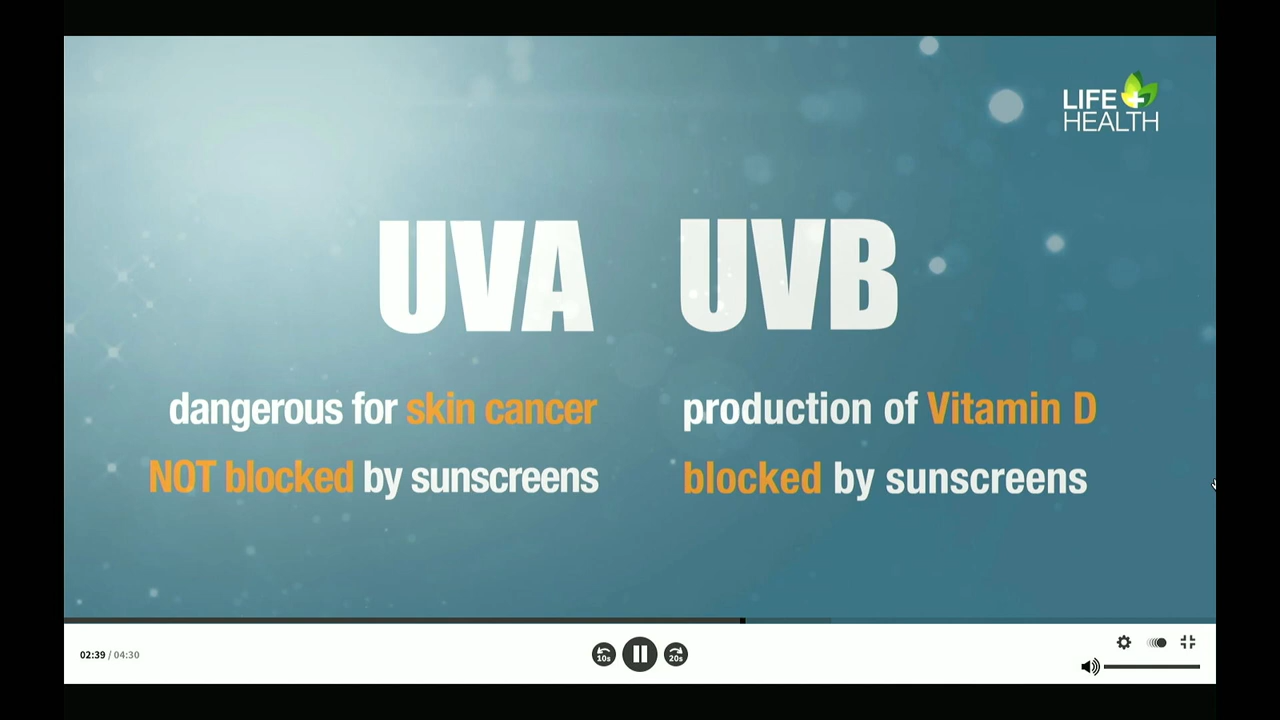 LIFE
HEALTH
UVA UVB
dangerous for skin cancer
production of Vitamin D
NOT blocked by sunscreens
blocked by sunscreens
02:39 / 04:30
10s
20s